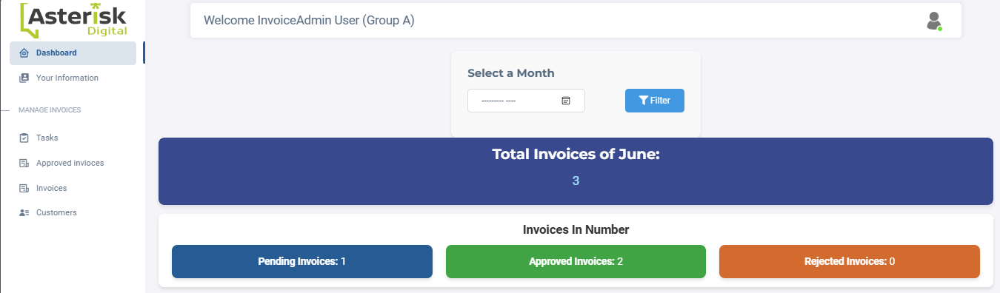 Asterisk
Digital
Dashboard
Your Information
MANAGE INVOICES
Tasks
Approved invioces
Invoices
Customers
Welcome InvoiceAdmin User (Group A)
Select a Month
--------- ----
Filter
Total Invoices of June:
3
Invoices In Number
Pending Invoices: 1
Approved Invoices: 2
Rejected Invoices: 0